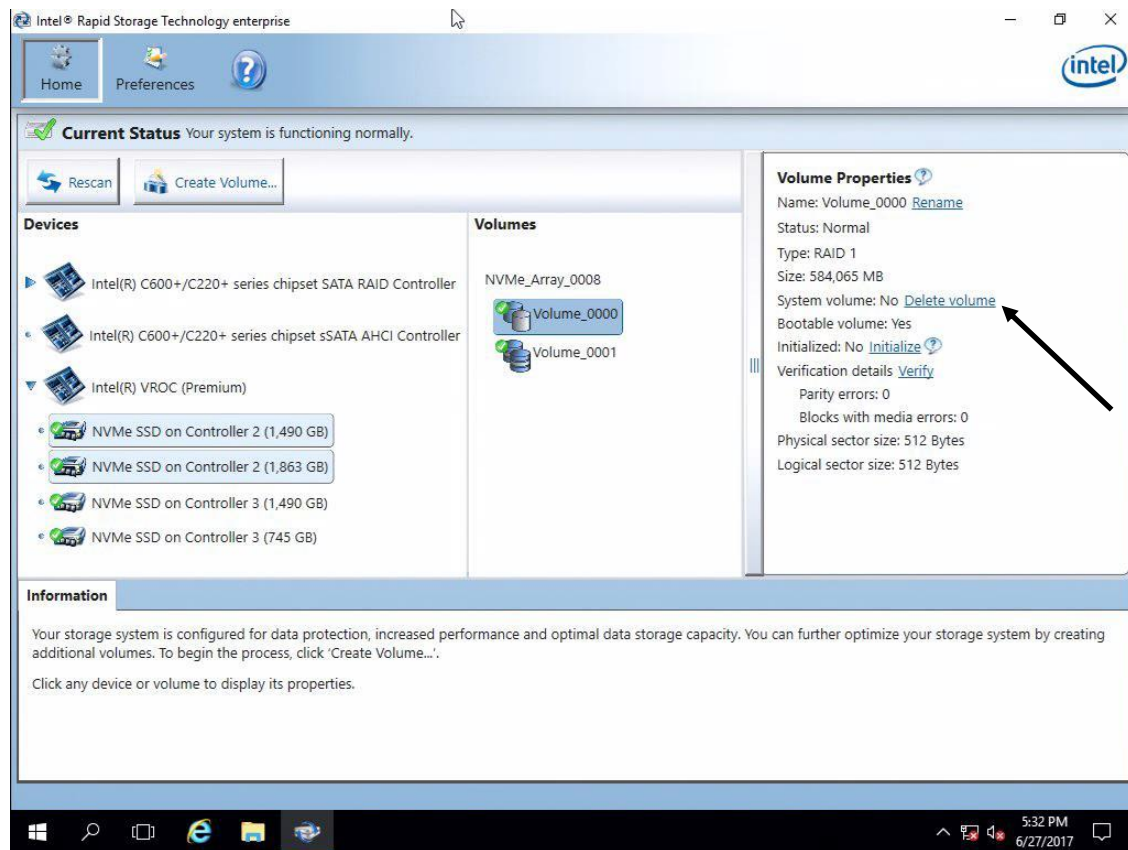 Intel® Rapid Storage Technology enterprise
Home
Preferences
?
intel
Current Status Your system is functioning normally.
Rescan
Create Volume...
Devices
Intel(R) C600+/C220+ series chipset SATA RAID Controller
Intel(R) C600+/C220+ series chipset sSATA AHCI Controller
Intel(R) VROC (Premium)
NVMe SSD on Controller 2 (1,490 GB)
NVMe SSD on Controller 2 (1,863 GB)
NVMe SSD on Controller 3 (1,490 GB)
NVMe SSD on Controller 3 (745 GB)
Volumes
NVMe_Array_0008
Volume_0000
Volume_0001
Volume Properties ?
Name: Volume_0000 Rename
Status: Normal
Type: RAID 1
Size: 584,065 MB
System volume: No Delete volume
Bootable volume: Yes
Initialized: No Initialize ?
Verification details Verify
Parity errors: 0
Blocks with media errors: 0
Physical sector size: 512 Bytes
Logical sector size: 512 Bytes
Information
Your storage system is configured for data protection, increased performance and optimal data storage capacity. You can further optimize your storage system by creating
additional volumes. To begin the process, click 'Create Volume...'.
Click any device or volume to display its properties.
5:32 PM
6/27/2017